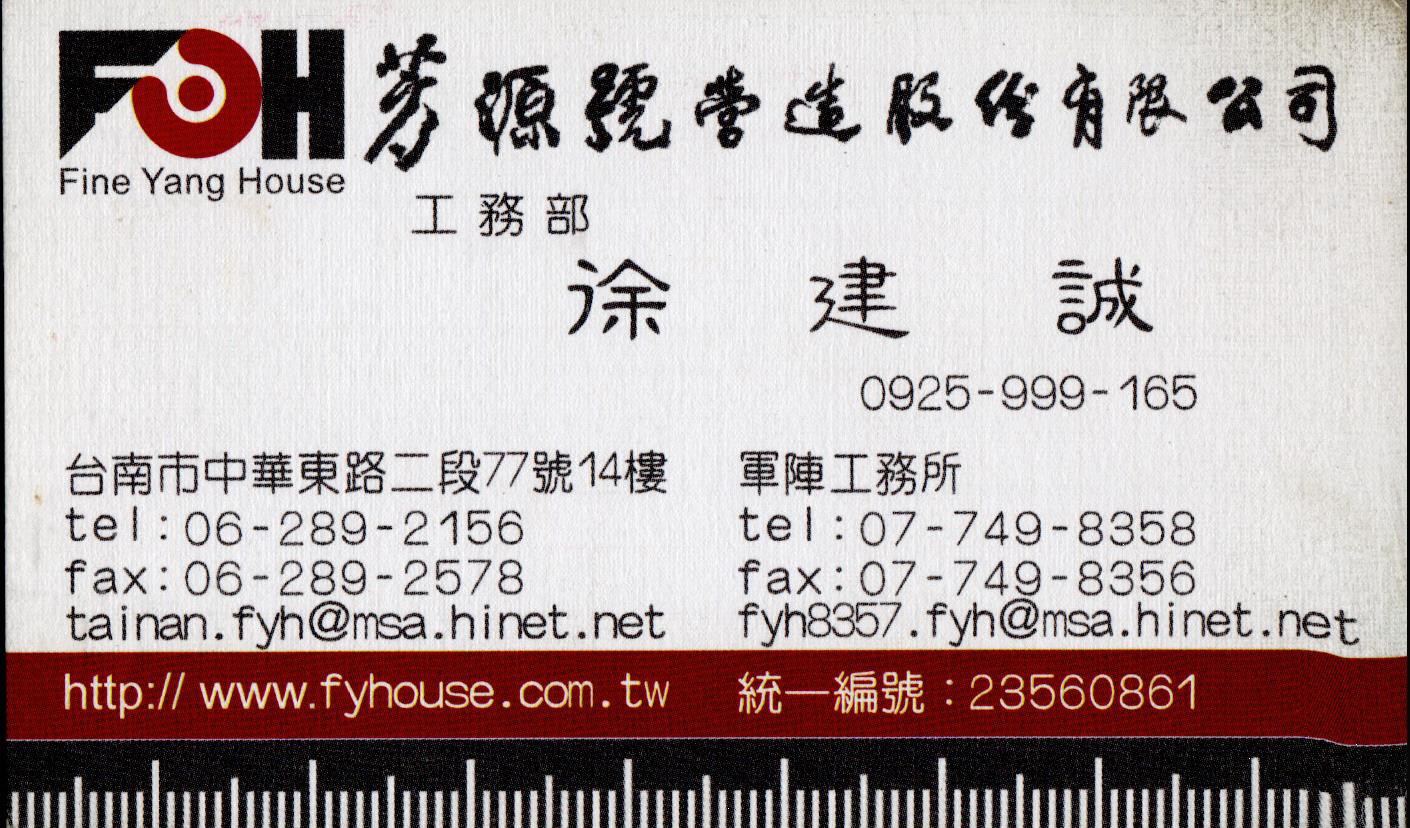 FOH
Fine Yang House
芳源號營造股份有限公司
工務部
徐建誠
0925-999-165
台南市中華東路二段77號14樓
tel:06-289-2156
fax:06-289-2578
tainan.fyh@msa.hinet.net
軍陣工務所
tel:07-749-8358
fax:07-749-8356
fyh8357.fyh@msa.hinet.net
http:// www.fyhouse.com.tw
統一編號:23560861